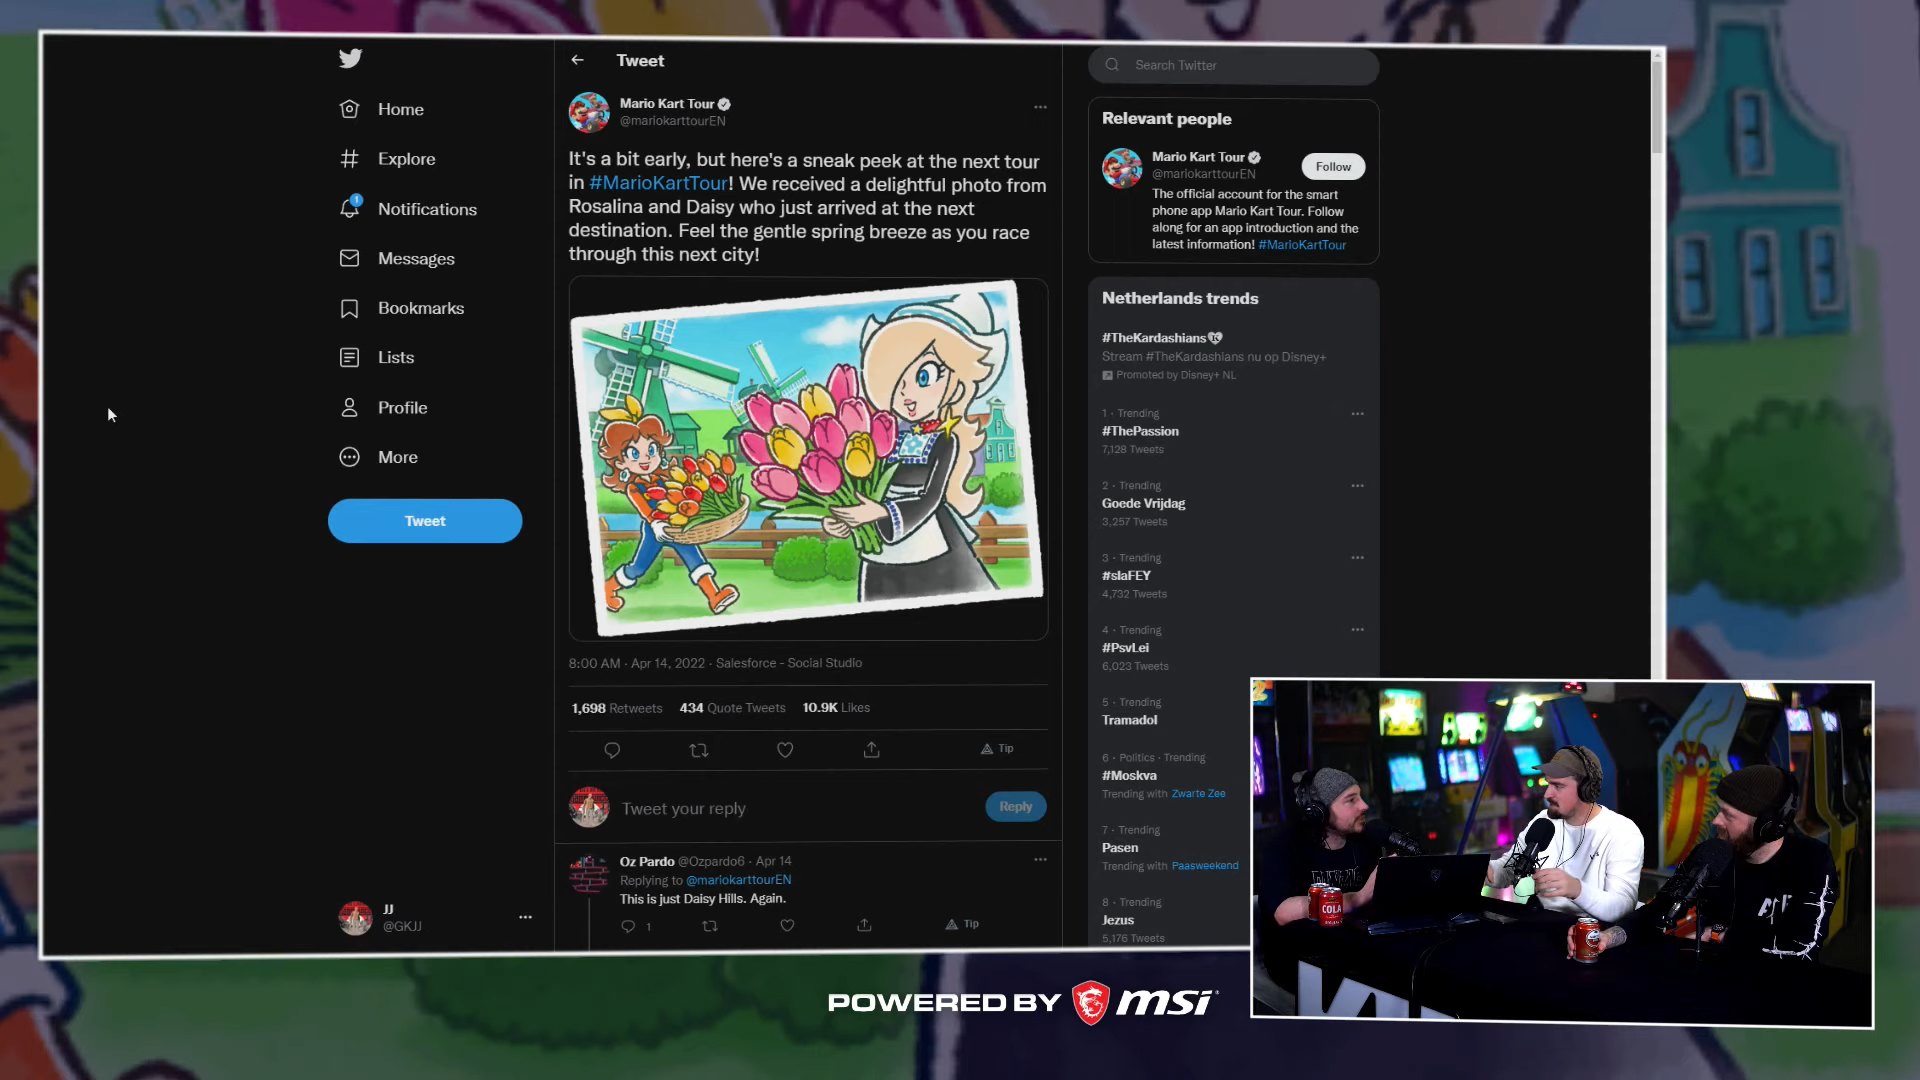 Home
Explore
1
Notifications
Messages
Bookmarks
Lists
Profile
More
Tweet
JJ
@GKJJ
Tweet
Mario Kart Tour
@mariokarttourEN
It's a bit early, but here's a sneak peek at the next tour
in #MarioKartTour! We received a delightful photo from
Rosalina and Daisy who just arrived at the next
destination. Feel the gentle spring breeze as you race
through this next city!
8:00 AM · Apr 14, 2022 · Salesforce - Social Studio
1,698 Retweets 434 Quote Tweets 10.9K Likes
Tip
Tweet your reply
Reply
Oz Pardo @Ozpardo6 · Apr 14
Replying to @mariokarttourEN
This is just Daisy Hills. Again.
1
Tip
Search Twitter
Relevant people
Mario Kart Tour
@mariokarttourEN
Follow
The official account for the smart
phone app Mario Kart Tour. Follow
along for an app introduction and the
latest information! #MarioKartTour
Netherlands trends
#TheKardashians
Stream #TheKardashians nu op Disney+
Promoted by Disney+ NL
1 · Trending
#ThePassion
7,128 Tweets
2 · Trending
Goede Vrijdag
3,257 Tweets
3 · Trending
#slaFEY
4,732 Tweets
4 · Trending
#PsvLei
6,023 Tweets
5 · Trending
Tramadol
6 · Politics · Trending
#Moskva
Trending with Zwarte Zee
7 · Trending
Pasen
Trending with Paasweekend
8 · Trending
Jezus
5,176 Tweets
COLA
POWERED BY msi